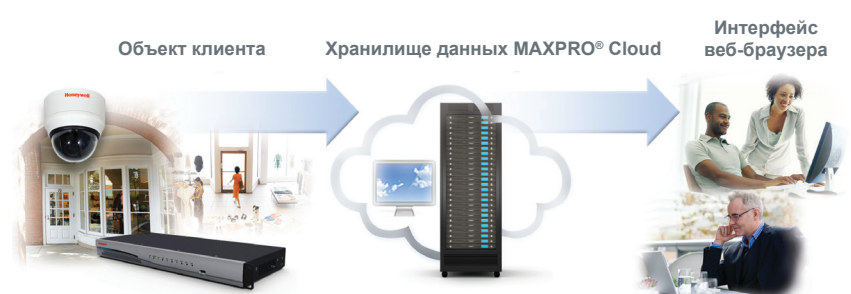 Объект клиента
Хранилище данных MAXPRO® Cloud
Интерфейс
веб-браузера
Honeywell